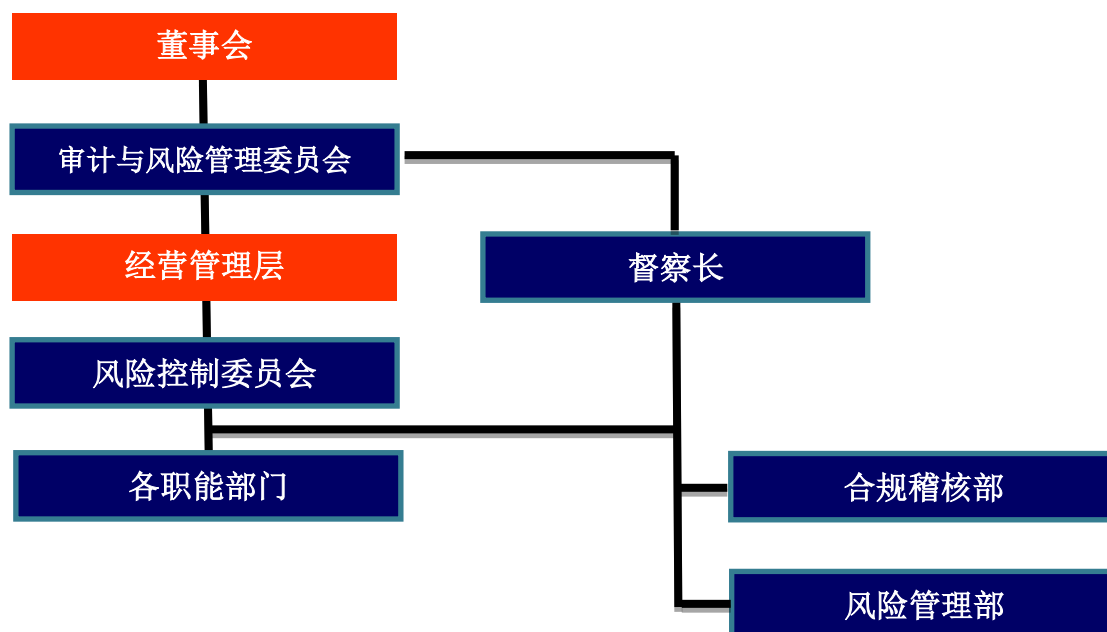 董事会
审计与风险管理委员会
经营管理层
督察长
风险控制委员会
各职能部门
合规稽核部
风险管理部